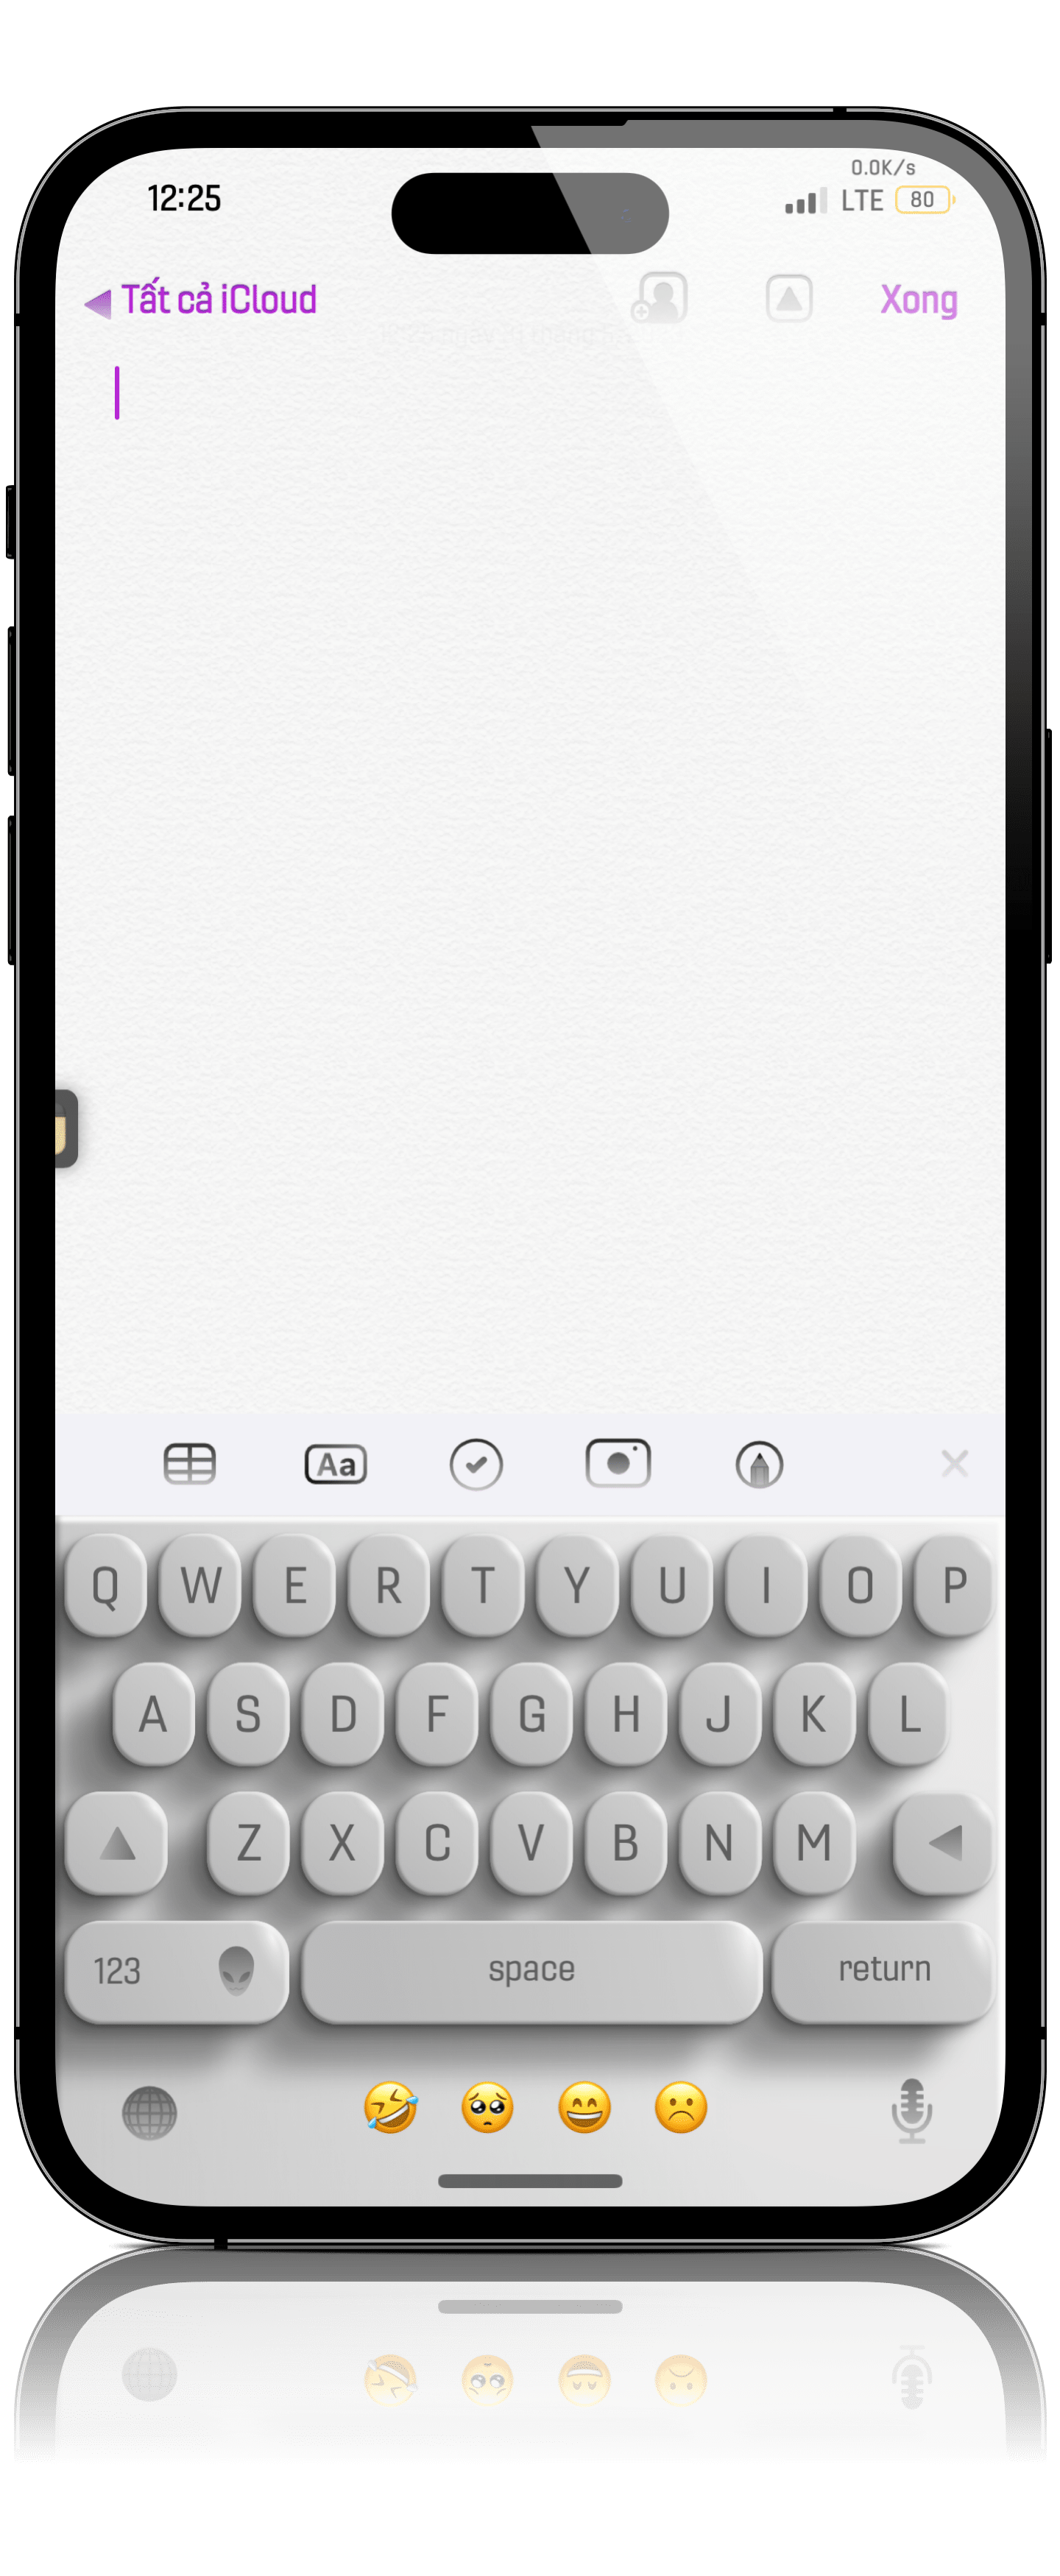 0.0K/s
12:25 LTE 80
Tất cả iCloud Xong
Aa
Q W E R T Y U I O P
A S D F G H J K L
Z X C V B N M
123 space return